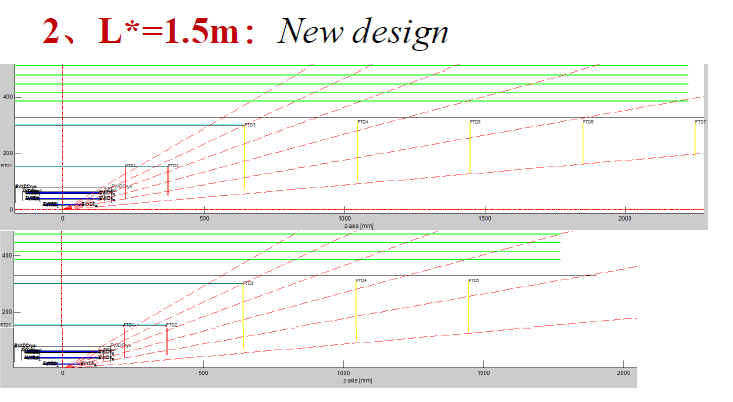 2、L*=1.5m： New design
400
FTD3 FTD4 FTD5 FTD6 FTD7
200
FTD1 FTD2
0
0 500 1000 1500 2000
z-axis [mm]
400
FTD3 FTD4 FTD5
200
FTD1 FTD2
0 500 1000 1500 2000
z-axis [mm]